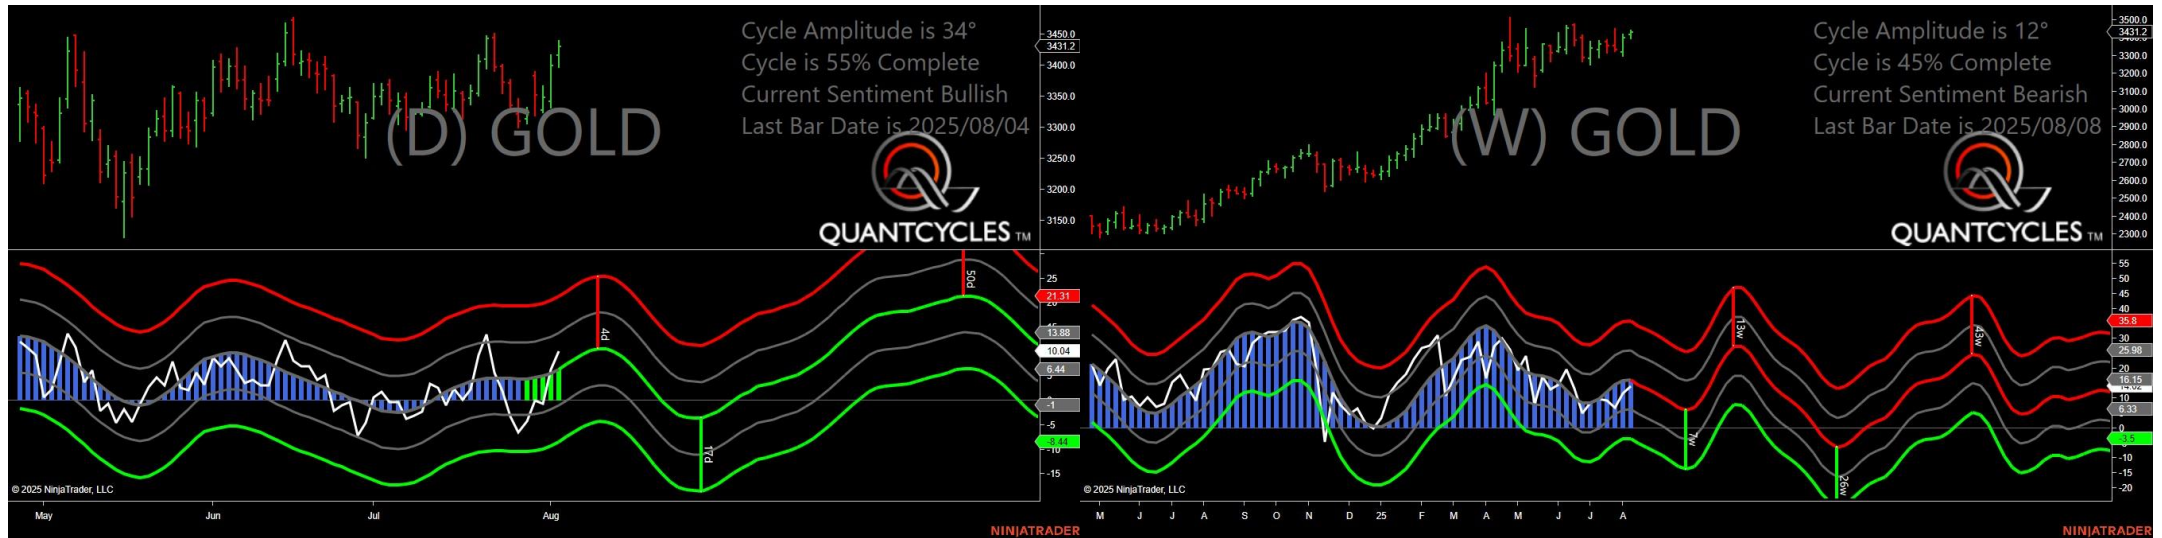 Cycle Amplitude is 34°
Cycle is 55% Complete
Current Sentiment Bullish
Last Bar Date is 2025/08/04
(D) GOLD
QUANTCYCLES TM
3450.0
3431.2
3400.0
3350.0
3300.0
3250.0
3200.0
3150.0
25
21.31
13.88
10.04
6.44
-1
-5
-8.44
-10
-15
4d
17d
50d
© 2025 NinjaTrader, LLC
May
Jun
Jul
Aug
NINJATRADER
Cycle Amplitude is 12°
Cycle is 45% Complete
Current Sentiment Bearish
Last Bar Date is 2025/08/08
(W) GOLD
QUANTCYCLES TM
3500.0
3431.2
3300.0
3200.0
3100.0
3000.0
2900.0
2800.0
2700.0
2600.0
2500.0
2400.0
2300.0
55
50
45
40
35.8
30
25.98
20
16.15
10
6.33
0
-3.5
-10
-15
-20
7w
13w
26w
43w
© 2025 NinjaTrader, LLC
M
J
J
A
S
O
N
D
25
F
M
A
M
J
J
A
NINJATRADER